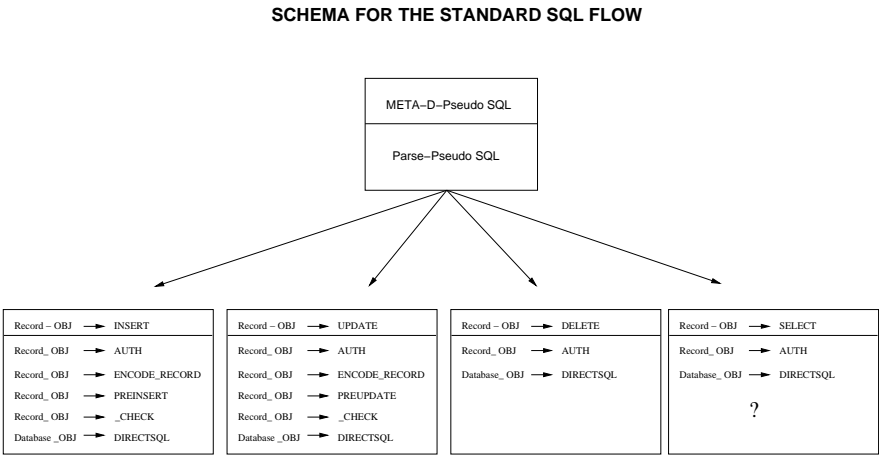 SCHEMA FOR THE STANDARD SQL FLOW
META−D−Pseudo SQL
Parse−Pseudo SQL
Record − OBJ INSERT
Record_ OBJ AUTH
Record_ OBJ ENCODE_RECORD
Record_ OBJ PREINSERT
Record_ OBJ _CHECK
Database _OBJ DIRECTSQL
Record − OBJ UPDATE
Record_ OBJ AUTH
Record_ OBJ ENCODE_RECORD
Record_ OBJ PREUPDATE
Record_ OBJ _CHECK
Database _OBJ DIRECTSQL
Record − OBJ DELETE
Record_ OBJ AUTH
Database_ OBJ DIRECTSQL
Record − OBJ SELECT
Record_ OBJ AUTH
Database_ OBJ DIRECTSQL
?